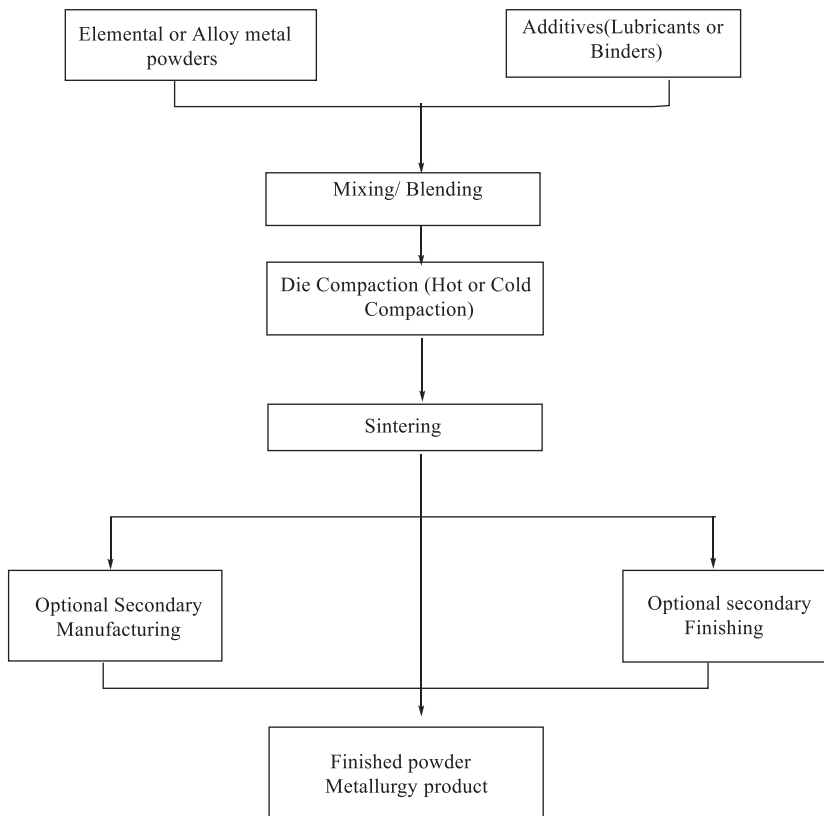 Elemental or Alloy metal
powders
Additives(Lubricants or
Binders)
Mixing/ Blending
Die Compaction (Hot or Cold
Compaction)
Sintering
Optional Secondary
Manufacturing
Optional secondary
Finishing
Finished powder
Metallurgy product